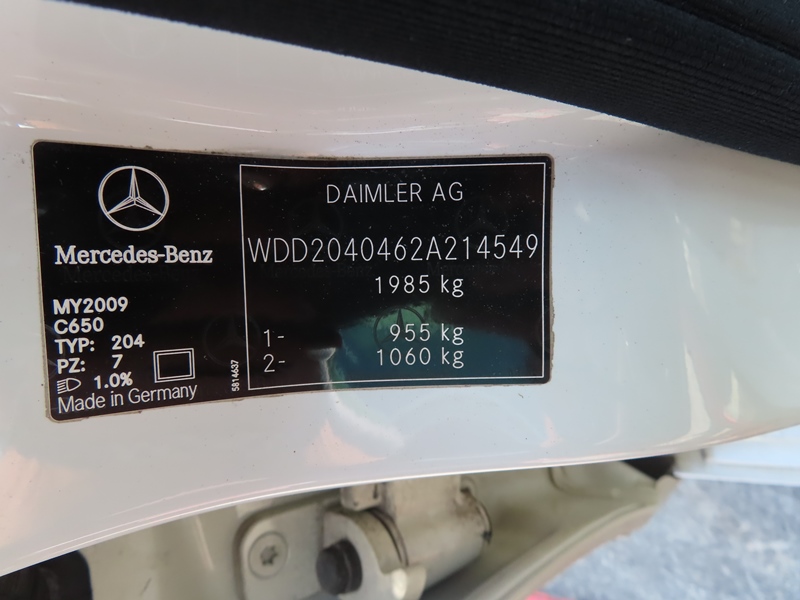 Mercedes-Benz
MY2009
C650
TYP: 204
PZ: 7
1.0%
Made in Germany
5814637
DAIMLER AG
WDD2040462A214549
1985 kg
1- 955 kg
2- 1060 kg